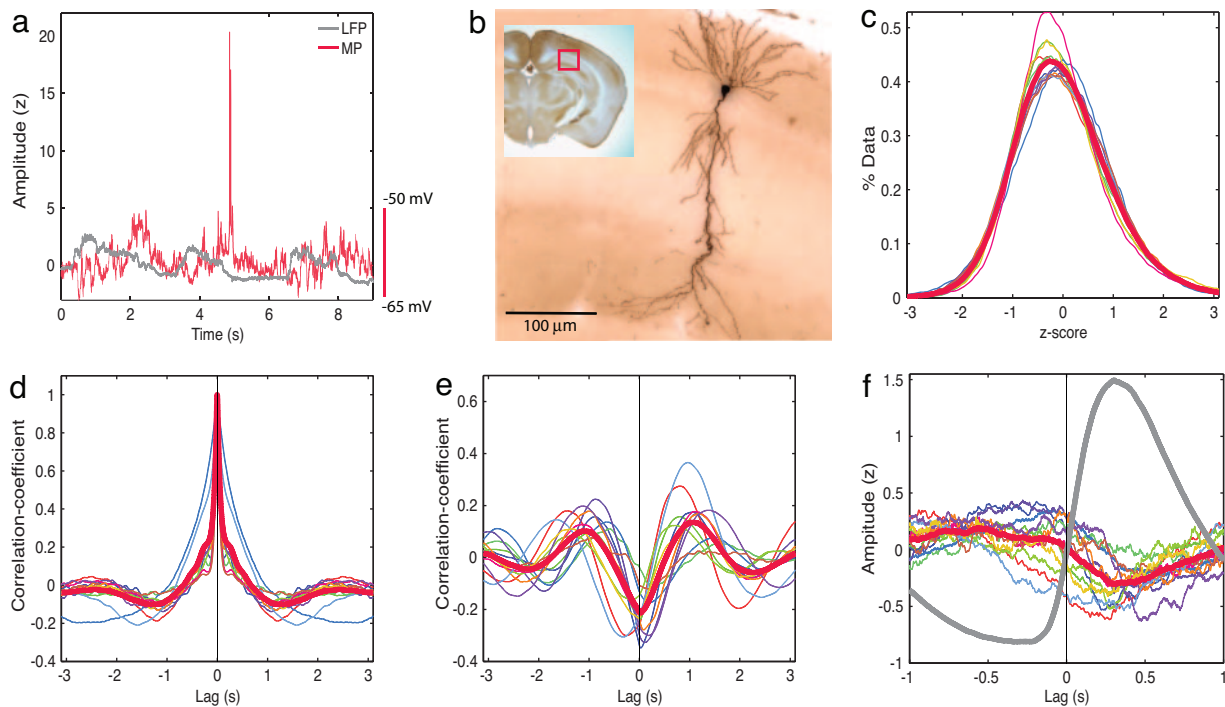 a
LFP
MP
20
15
10
5
0
Amplitude (z)
0 2 4 6 8
Time (s)
-50 mV
-65 mV
b
100 μm
c
0.5
0.4
0.3
0.2
0.1
0
% Data
-3 -2 -1 0 1 2 3
z-score
d
1
0.8
0.6
0.4
0.2
0
-0.2
-0.4
Correlation-coefficient
-3 -2 -1 0 1 2 3
Lag (s)
e
0.6
0.4
0.2
0
-0.2
-0.4
Correlation-coefficient
-3 -2 -1 0 1 2 3
Lag (s)
f
1.5
1
0.5
0
-0.5
-1
Amplitude (z)
-1 -0.5 0 0.5 1
Lag (s)